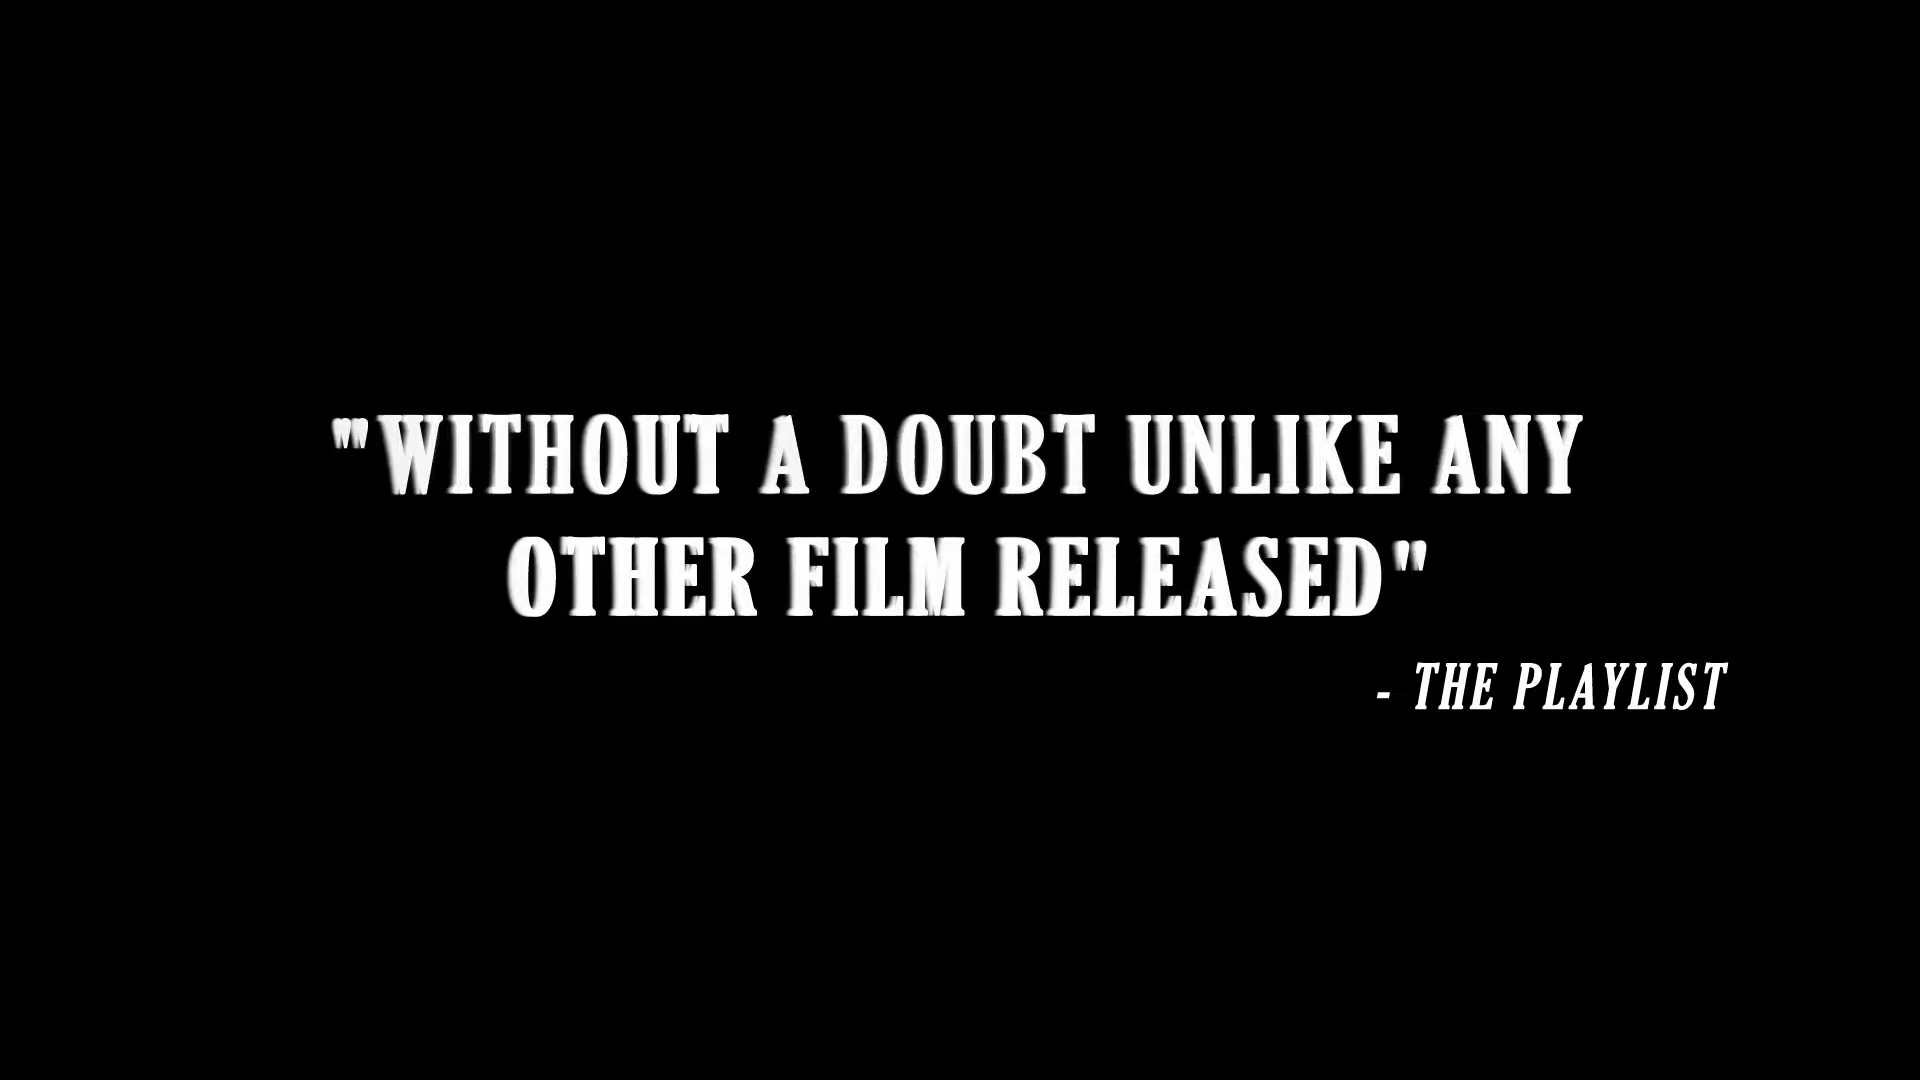 "WITHOUT A DOUBT UNLIKE ANY
OTHER FILM RELEASED"
- THE PLAYLIST